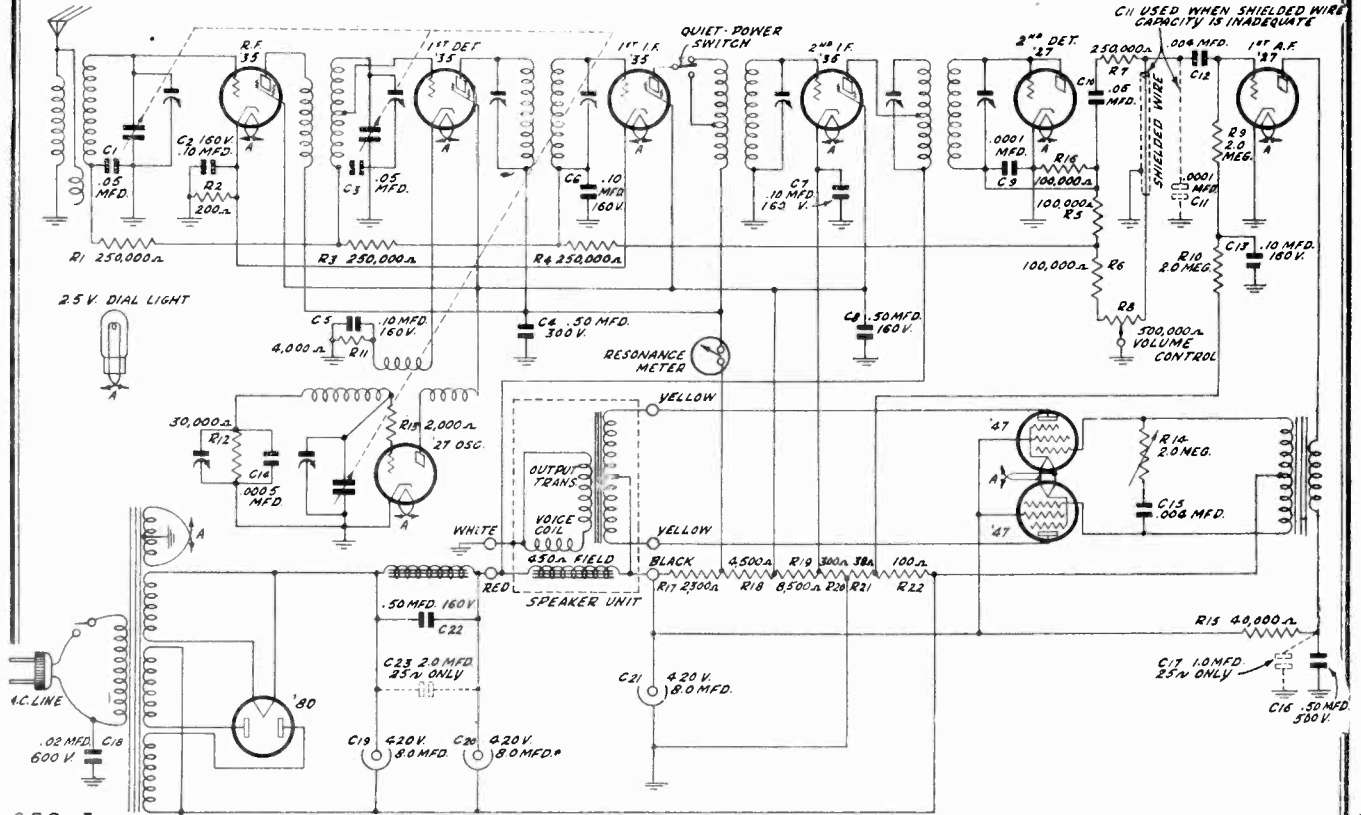 C11 USED WHEN SHIELDED WIRE
CAPACITY IS INADEQUATE
R.F.
'35
1ST DET.
'35
1ST I.F.
'35
QUIET-POWER
SWITCH
2ND I.F.
'35
2ND DET.
'27
250,000Ω
R7
.004 MFD.
C12
1ST A.F.
'27
C10
.05
MFD.
SHIELDED WIRE
R9
2.0
MEG.
C1
.05
MFD.
C2 160V.
.10 MFD.
R2
200Ω
C3
.05
MFD.
C6
.10
MFD.
160V.
C7
.10 MFD.
160
V.
.0001
MFD.
C9
R16
100,000Ω
100,000Ω
R5
.0001
MFD.
C11
R1 250,000Ω
R3 250,000Ω
R4 250,000Ω
100,000Ω
R6
R10
2.0 MEG.
C13 .10 MFD.
160V.
2.5 V. DIAL LIGHT
A
C5 .10 MFD.
160V.
4,000Ω
R11
C4 .50 MFD.
300V.
C8 .50 MFD.
160V.
R8
500,000Ω
VOLUME
CONTROL
RESONANCE
METER
YELLOW
30,000Ω
R12
C14
.0005
MFD.
R13 2,000Ω
'27 OSC.
A
OUTPUT
TRANS.
VOICE
COIL
'47
A
'47
R14
2.0 MEG.
C15
.004 MFD.
WHITE
YELLOW
450Ω FIELD
RED
SPEAKER UNIT
BLACK
R17 2,300Ω
4,500Ω
R18
R19
8,500Ω
300Ω
R20
38Ω
R21
100Ω
R22
A
.50 MFD. 160V.
C22
C23 2.0 MFD.
25~ ONLY
R15 40,000Ω
C17 1.0 MFD.
25~ ONLY
C16 .50 MFD.
500V.
A.C. LINE
.02 MFD. C18
600 V.
'80
C19 420V.
8.0 MFD.
C20 420V.
8.0 MFD.*
C21 420V.
8.0 MFD.